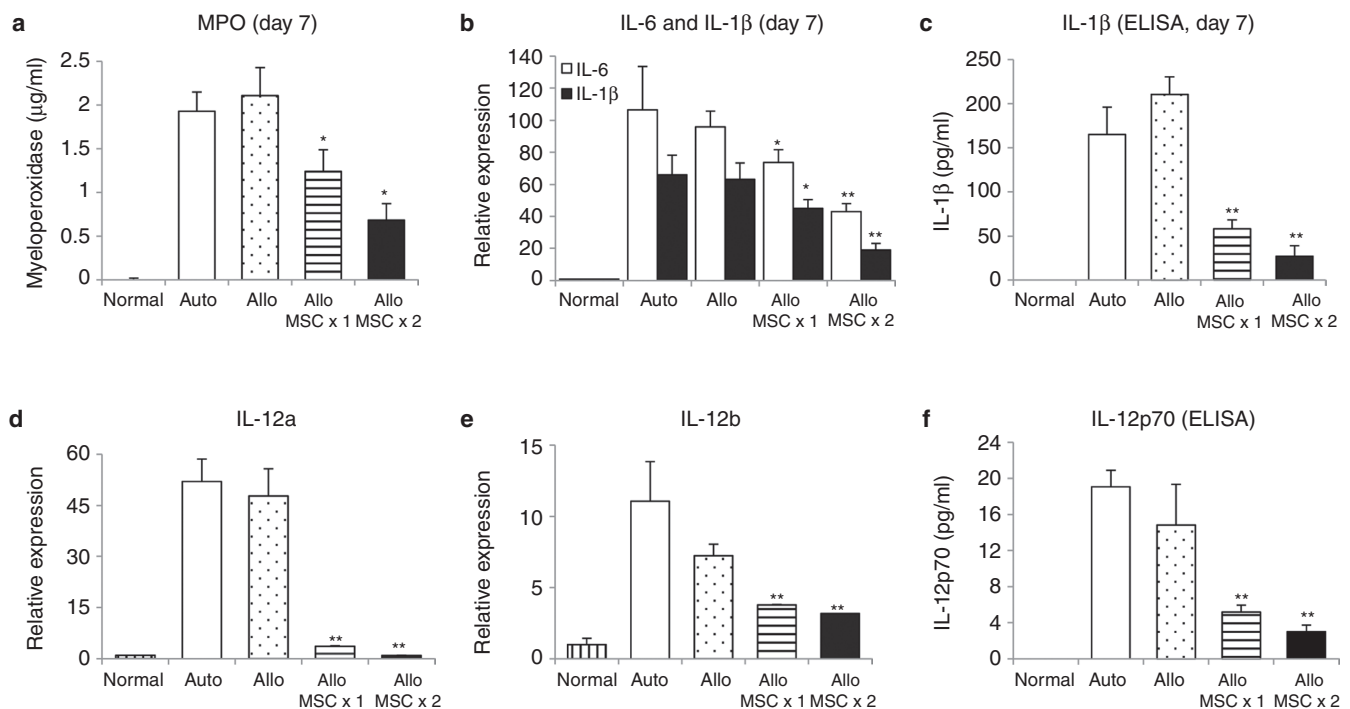 a
MPO (day 7)
Myeloperoxidase (μg/ml)
2.5
2
1.5
1
0.5
0
*
*
Normal Auto Allo Allo Allo
MSC x 1 MSC x 2
b
IL-6 and IL-1β (day 7)
Relative expression
140
120
100
80
60
40
20
0
IL-6
IL-1β
*
*
**
**
Normal Auto Allo Allo Allo
MSC x 1 MSC x 2
c
IL-1β (ELISA, day 7)
IL-1β (pg/ml)
250
200
150
100
50
0
**
**
Normal Auto Allo Allo Allo
MSC x 1 MSC x 2
d
IL-12a
Relative expression
60
45
30
15
0
**
**
Normal Auto Allo Allo Allo
MSC x 1 MSC x 2
e
IL-12b
Relative expression
15
10
5
0
**
**
Normal Auto Allo Allo Allo
MSC x 1 MSC x 2
f
IL-12p70 (ELISA)
IL-12p70 (pg/ml)
24
20
16
12
8
4
0
**
**
Normal Auto Allo Allo Allo
MSC x 1 MSC x 2